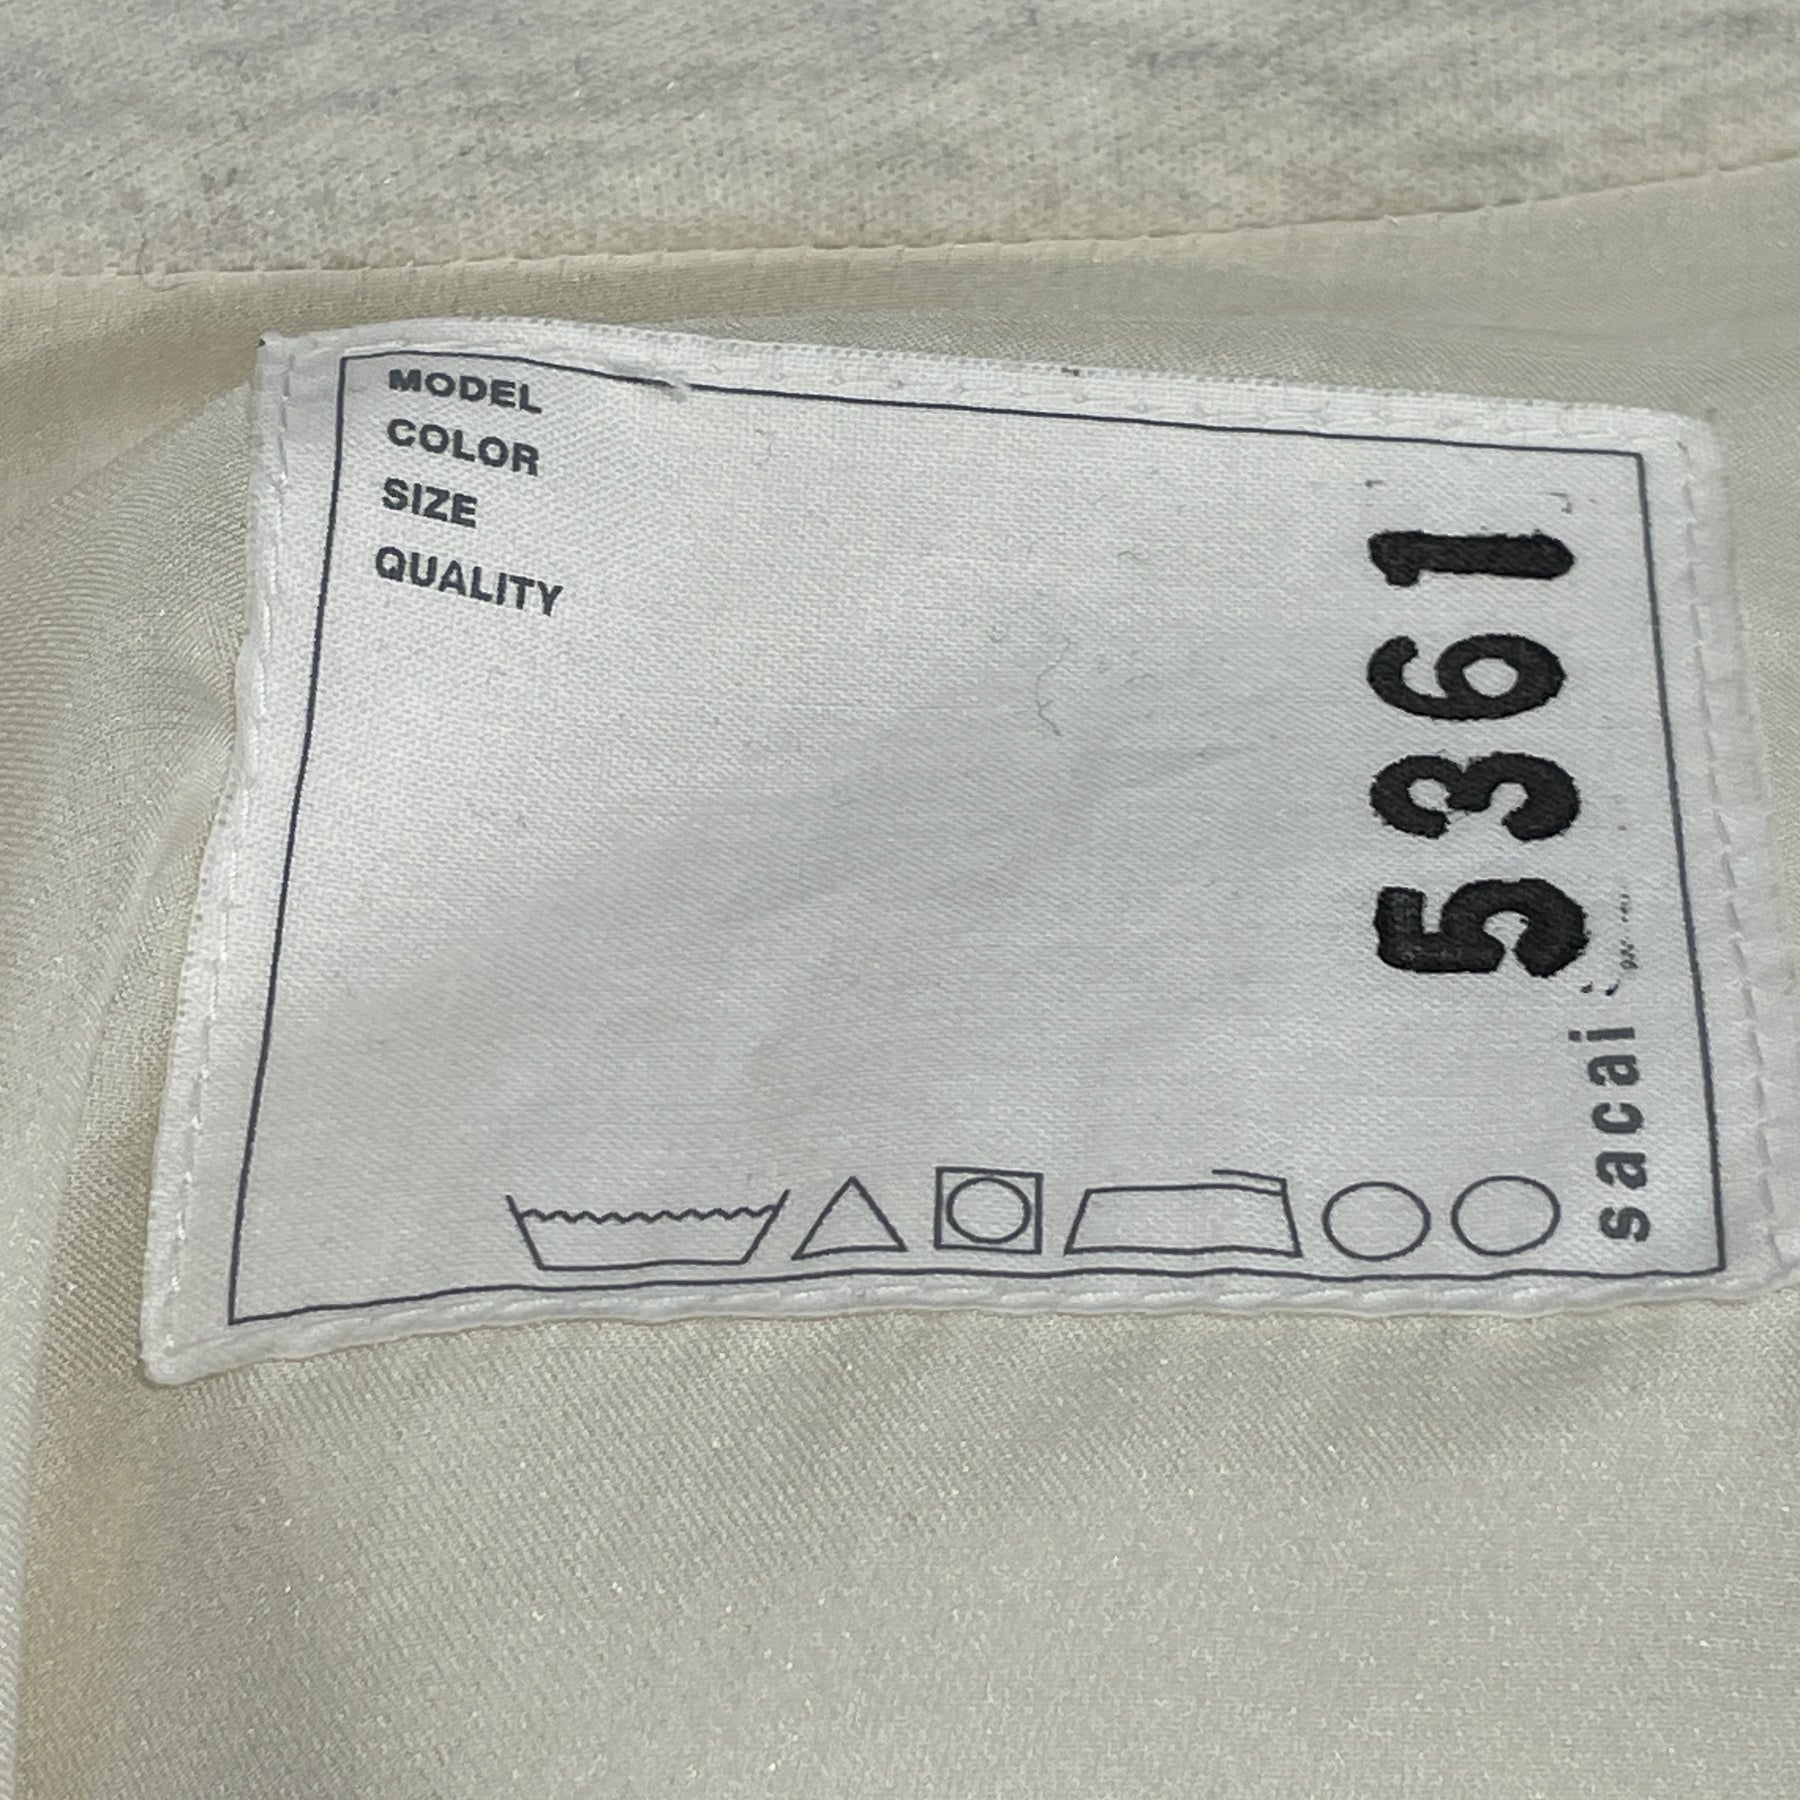 MODEL
COLOR
SIZE
QUALITY
5361
sacai